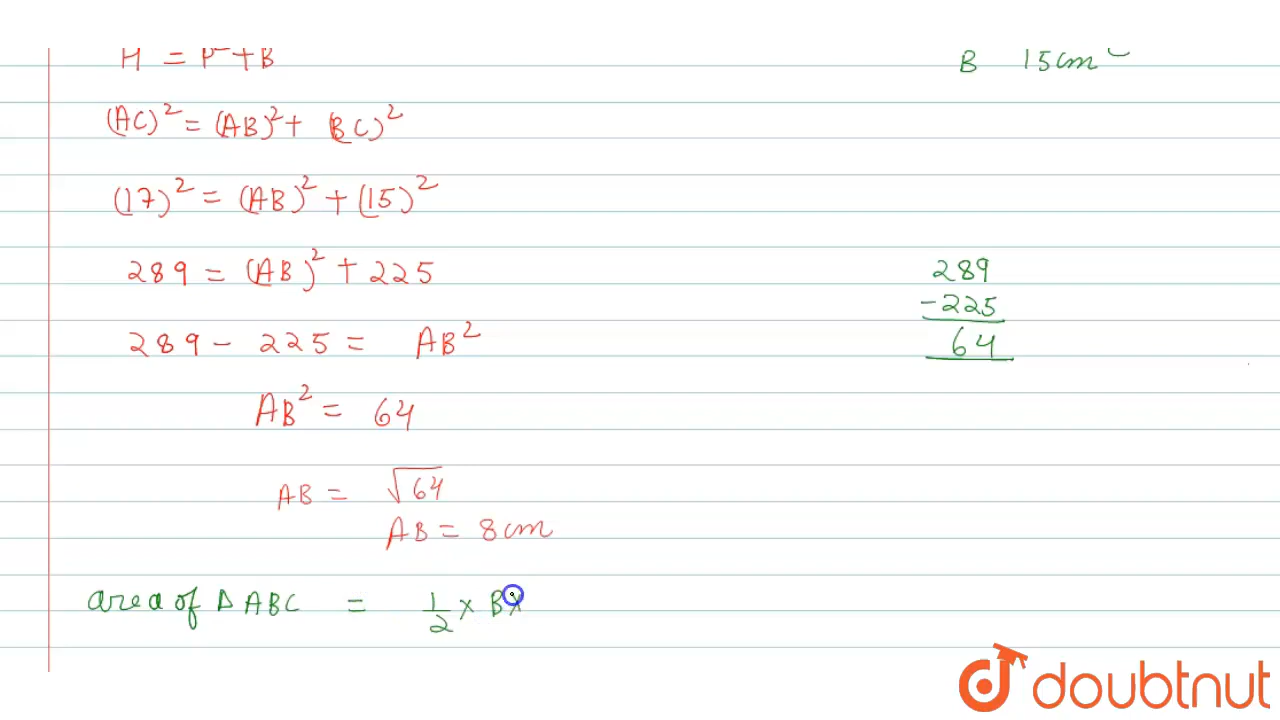 H = P² + B
B 15cm
(AC)² = (AB)² + (BC)²
(17)² = (AB)² + (15)²
289 = (AB)² + 225
289 - 225 = AB²
289
-225
64
AB² = 64
AB = √64
AB = 8cm
area of Δ ABC = 1/2 × B×
doubtnut